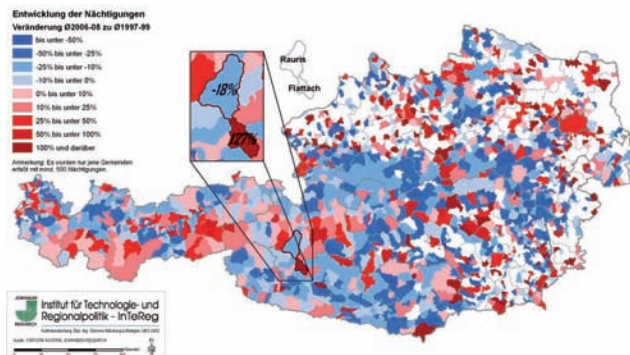 Entwicklung der Nächtigungen
Veränderung Ø2006-08 zu Ø1997-99
bis unter -50%
-50% bis unter -25%
-25% bis unter -10%
-10% bis unter 0%
0% bis unter 10%
10% bis unter 25%
25% bis unter 50%
50% bis unter 100%
100% und darüber
Anmerkung: Es wurden nur jene Gemeinden
erfaßt mit mind. 500 Nächtigungen.
-18%
127%
Rauris
Flattach
JOANNEUM
RESEARCH
Institut für Technologie- und
Regionalpolitik - InTeReg